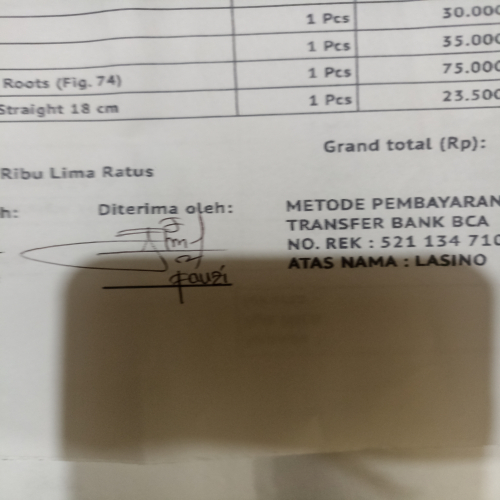 1 Pcs 30.000
1 Pcs 35.000
Roots (Fig. 74) 1 Pcs 75.000
Straight 18 cm 1 Pcs 23.500
Grand total (Rp):
Ribu Lima Ratus
h: Diterima oleh: METODE PEMBAYARAN
TRANSFER BANK BCA
NO. REK : 521 134 710
ATAS NAMA : LASINO
Fauzi